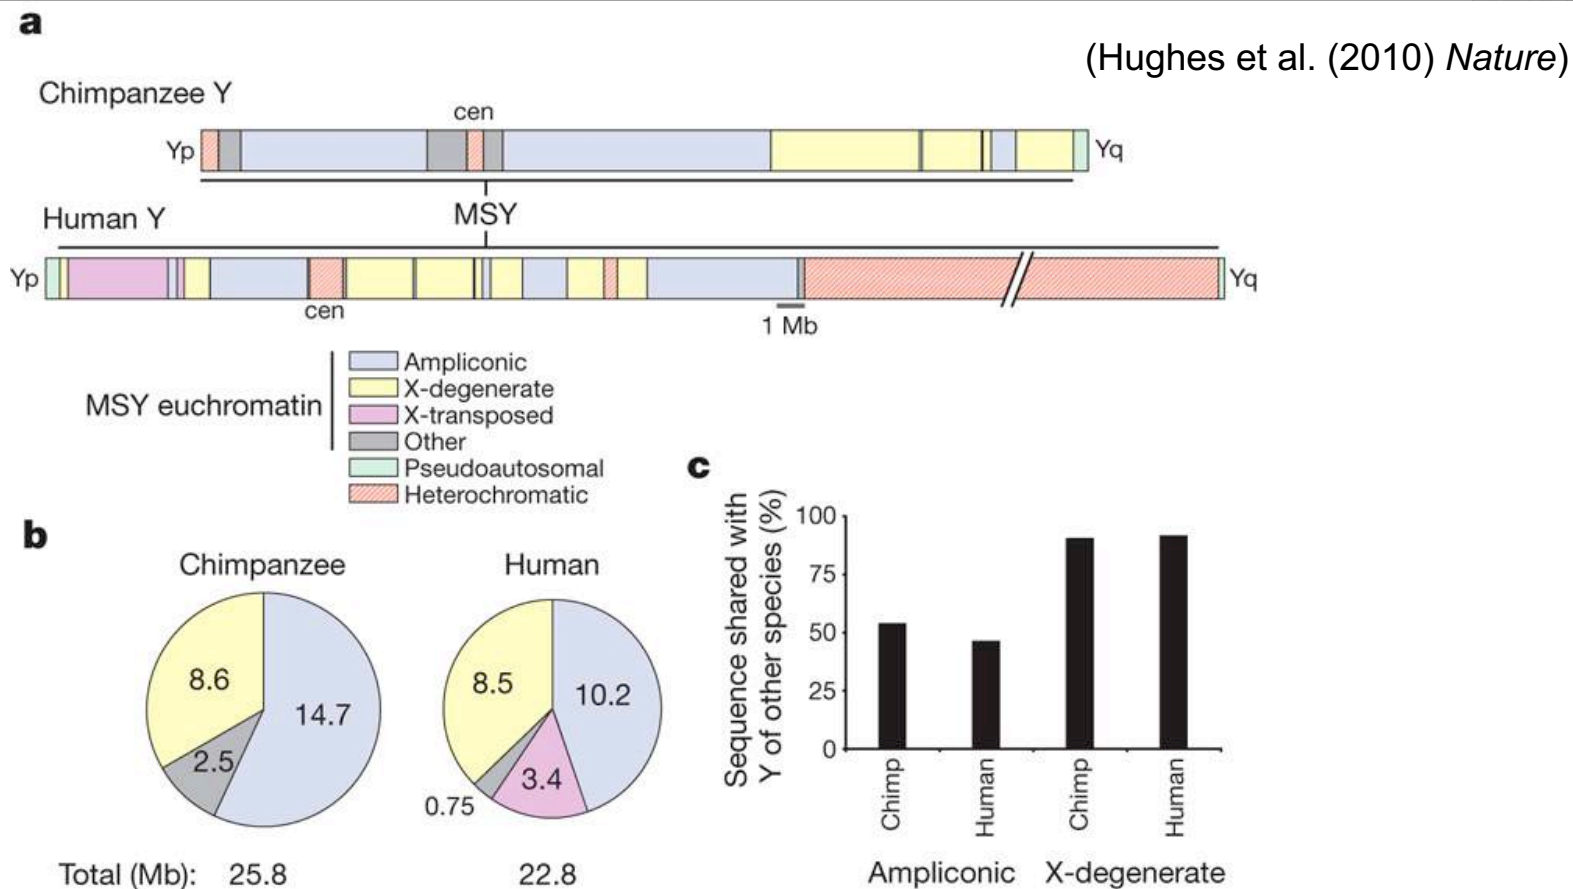 a
(Hughes et al. (2010) Nature)
Chimpanzee Y
cen
Yp
Yq
MSY
Human Y
Yp
Yq
cen
1 Mb
MSY euchromatin
Ampliconic
X-degenerate
X-transposed
Other
Pseudoautosomal
Heterochromatic
b
Chimpanzee
Human
8.6
14.7
2.5
8.5
10.2
3.4
0.75
Total (Mb): 25.8
22.8
c
Sequence shared with
Y of other species (%)
100
75
50
25
0
Chimp
Human
Chimp
Human
Ampliconic
X-degenerate